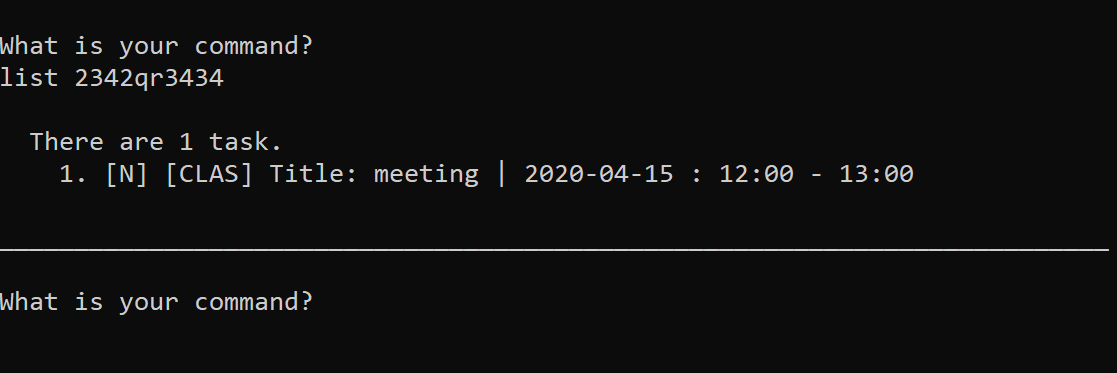 What is your command?
list 2342qr3434
There are 1 task.
1. [N] [CLAS] Title: meeting | 2020-04-15 : 12:00 - 13:00
What is your command?